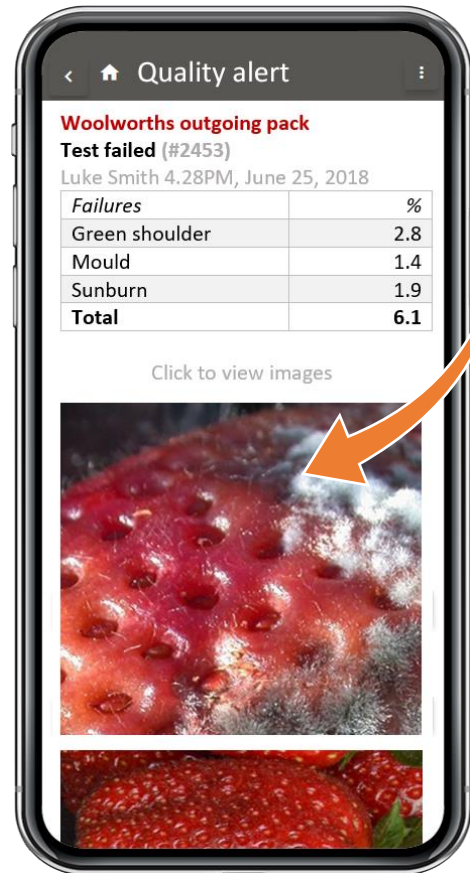 Quality alert
Woolworths outgoing pack
Test failed (#2453)
Luke Smith 4.28PM, June 25, 2018
Failures %
Green shoulder 2.8
Mould 1.4
Sunburn 1.9
Total 6.1
Click to view images